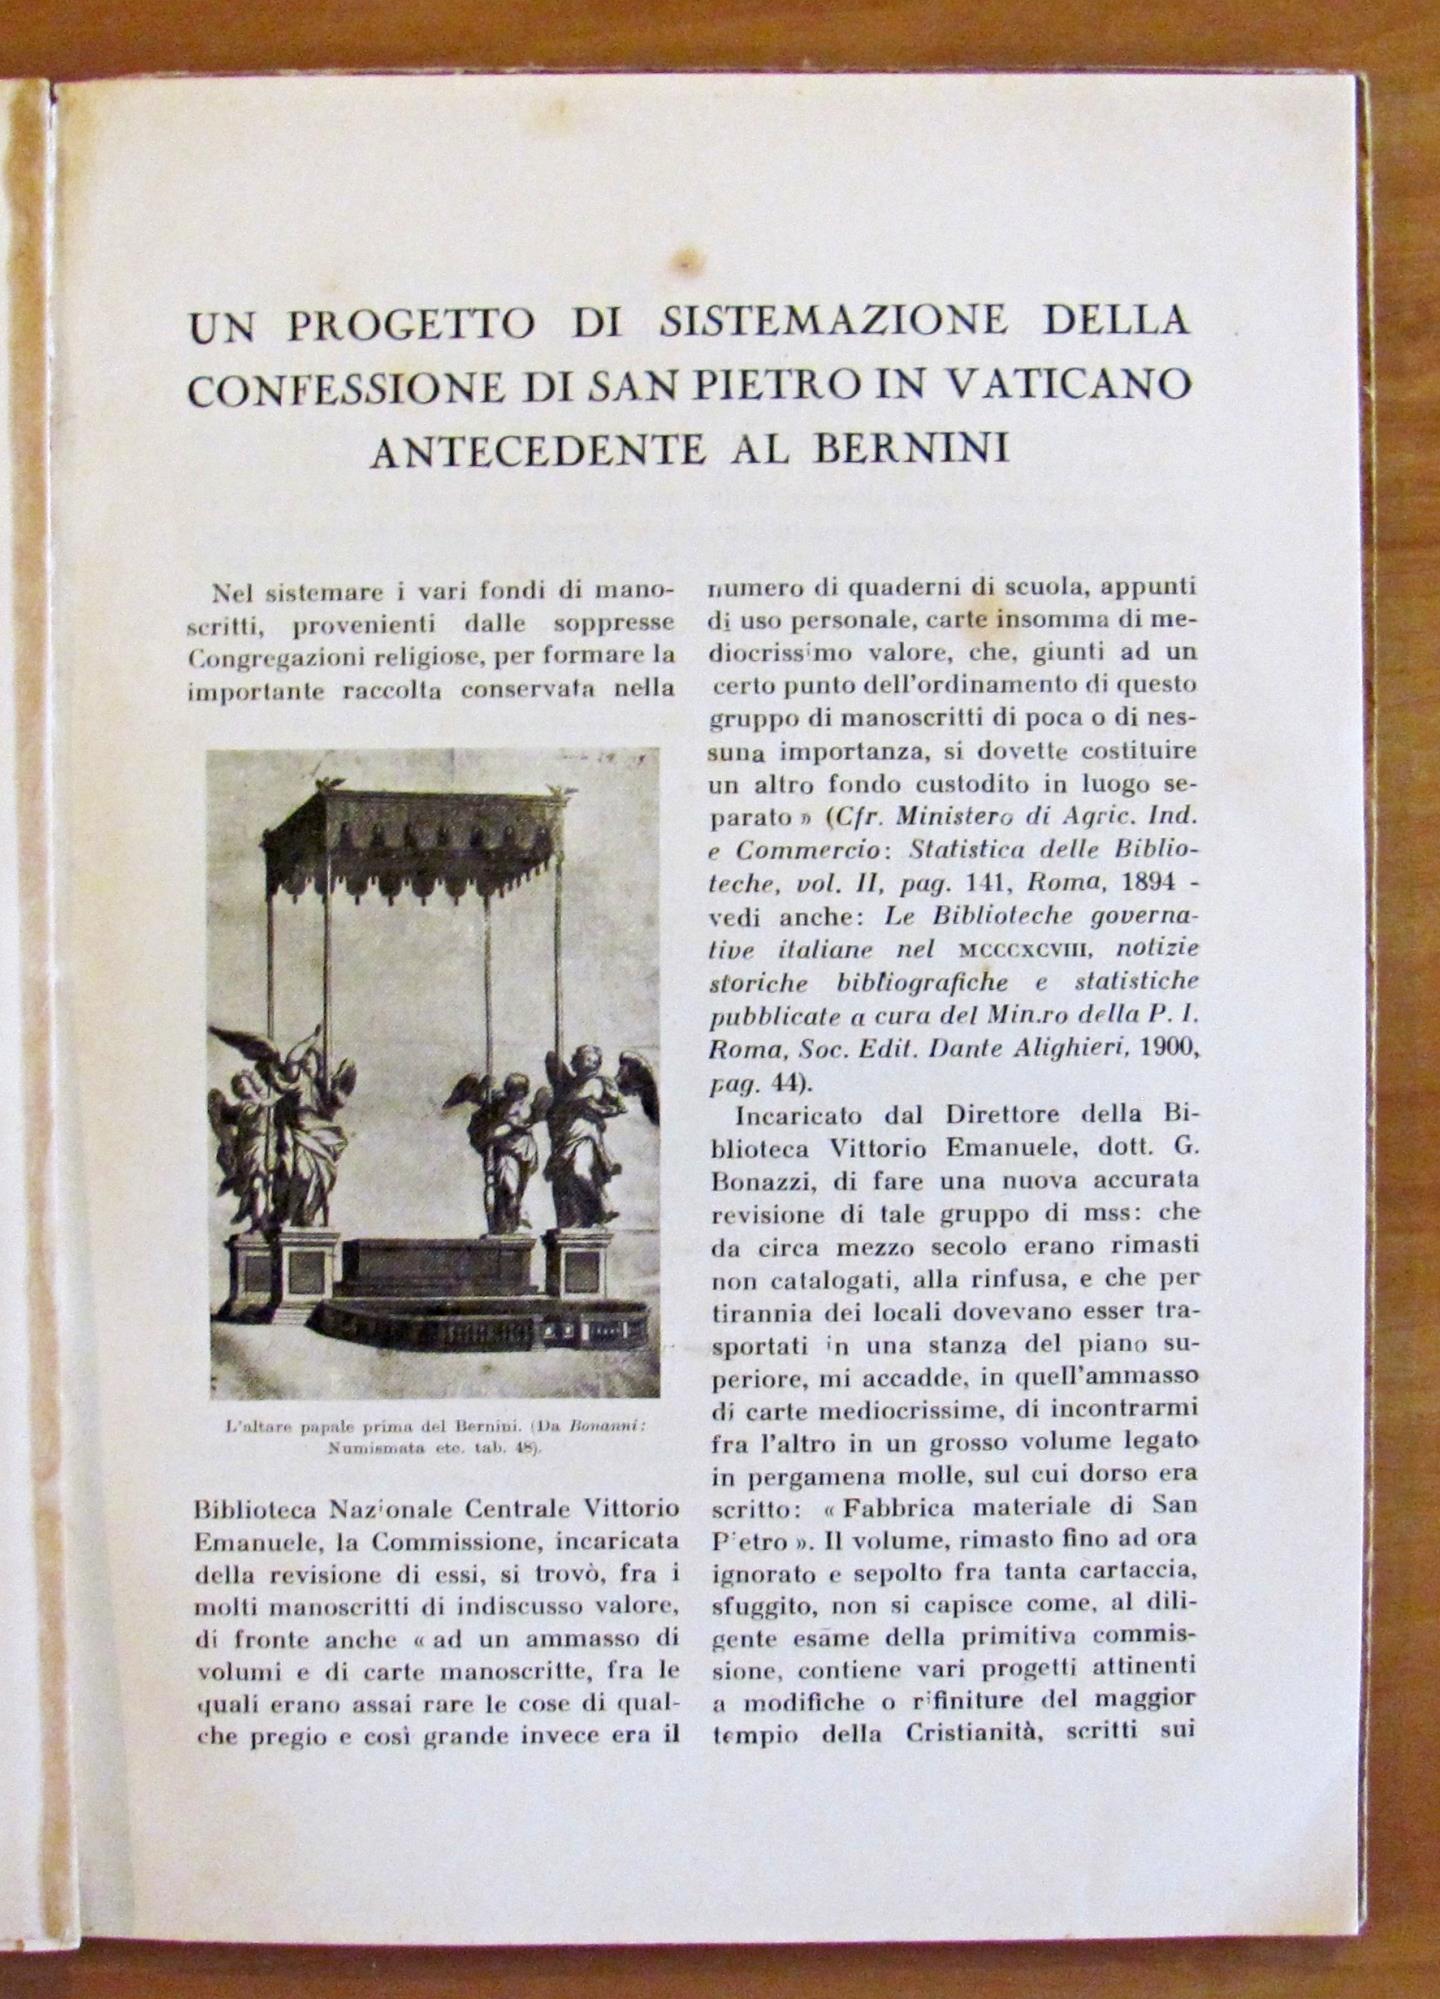 UN PROGETTO DI SISTEMAZIONE DELLA
CONFESSIONE DI SAN PIETRO IN VATICANO
ANTECEDENTE AL BERNINI
Nel sistemare i vari fondi di mano-
scritti, provenienti dalle soppresse
Congregazioni religiose, per formare la
importante raccolta conservata nella
L'altare papale prima del Bernini. (Da Bonanni:
Numismata etc. tab. 48).
Biblioteca Nazionale Centrale Vittorio
Emanuele, la Commissione, incaricata
della revisione di essi, si trovò, fra i
molti manoscritti di indiscusso valore,
di fronte anche « ad un ammasso di
volumi e di carte manoscritte, fra le
quali erano assai rare le cose di qual-
che pregio e così grande invece era il
numero di quaderni di scuola, appunti
di uso personale, carte insomma di me-
diocrissimo valore, che, giunti ad un
certo punto dell'ordinamento di questo
gruppo di manoscritti di poca o di nes-
suna importanza, si dovette costituire
un altro fondo custodito in luogo se-
parato » (Cfr. Ministero di Agric. Ind.
e Commercio: Statistica delle Biblio-
teche, vol. II, pag. 141, Roma, 1894 -
vedi anche: Le Biblioteche governa-
tive italiane nel MCCCXCVIII, notizie
storiche bibliografiche e statistiche
pubblicate a cura del Min.ro della P. I.
Roma, Soc. Edit. Dante Alighieri, 1900,
pag. 44).
Incaricato dal Direttore della Bi-
blioteca Vittorio Emanuele, dott. G.
Bonazzi, di fare una nuova accurata
revisione di tale gruppo di mss: che
da circa mezzo secolo erano rimasti
non catalogati, alla rinfusa, e che per
tirannia dei locali dovevano esser tra-
sportati in una stanza del piano su-
periore, mi accadde, in quell'ammasso
di carte mediocrissime, di incontrarmi
fra l'altro in un grosso volume legato
in pergamena molle, sul cui dorso era
scritto: « Fabbrica materiale di San
Pietro ». Il volume, rimasto fino ad ora
ignorato e sepolto fra tanta cartaccia,
sfuggito, non si capisce come, al dili-
gente esame della primitiva commis-
sione, contiene vari progetti attinenti
a modifiche o rifiniture del maggior
tempio della Cristianità, scritti sui